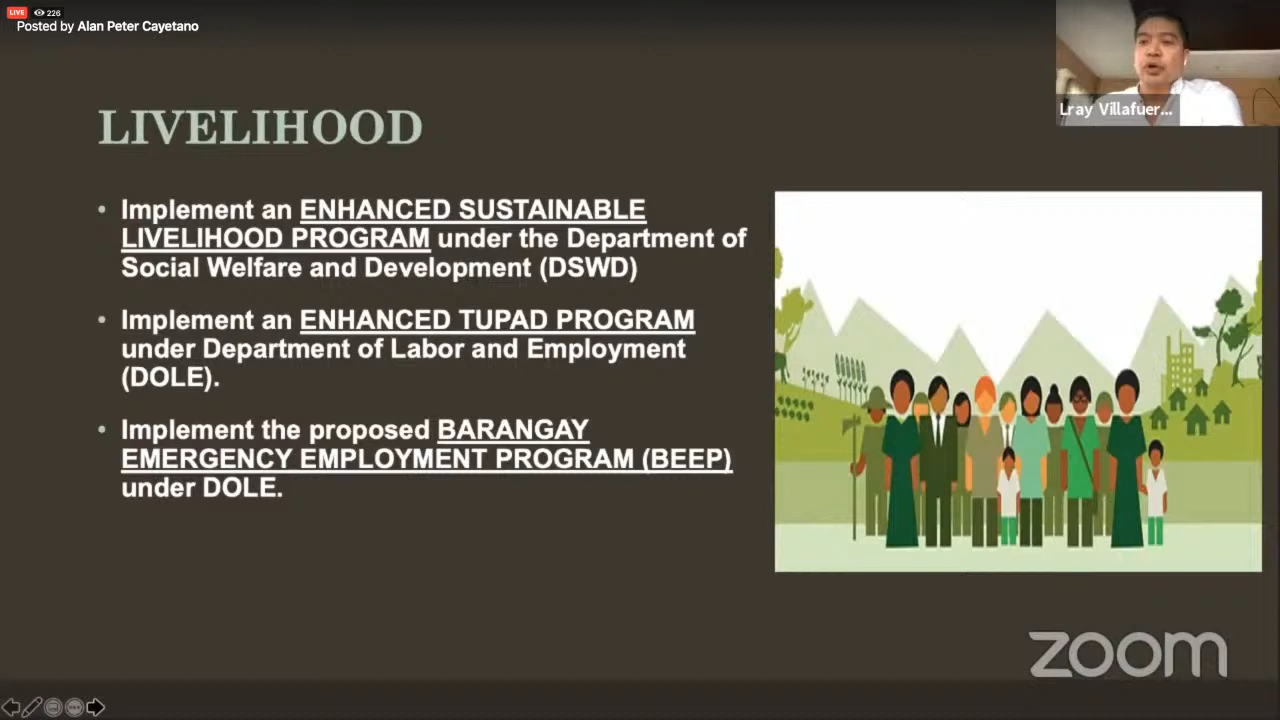 LIVE 226
Posted by Alan Peter Cayetano
Lray Villafuer...
LIVELIHOOD
• Implement an ENHANCED SUSTAINABLE
LIVELIHOOD PROGRAM under the Department of
Social Welfare and Development (DSWD)
• Implement an ENHANCED TUPAD PROGRAM
under Department of Labor and Employment
(DOLE).
• Implement the proposed BARANGAY
EMERGENCY EMPLOYMENT PROGRAM (BEEP)
under DOLE.
zoom